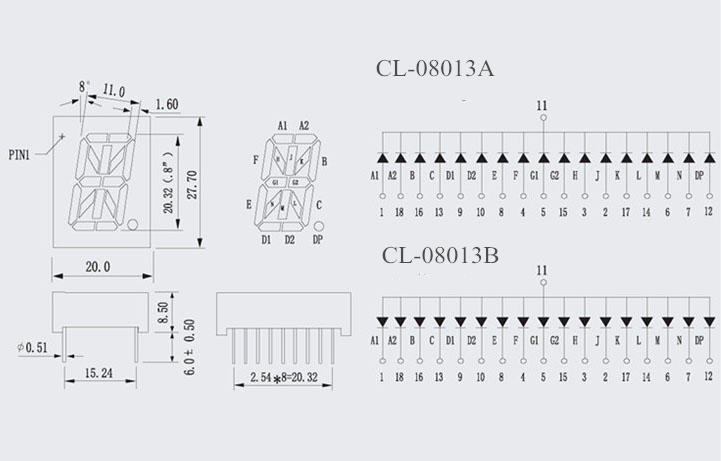 CL-08013A
11
A1 A2 B C D1 D2 E F G1 G2 H J K L M N DP
1 18 16 13 9 10 8 4 5 15 3 2 17 14 6 7 12
CL-08013B
11
A1 A2 B C D1 D2 E F G1 G2 H J K L M N DP
1 18 16 13 9 10 8 4 5 15 3 2 17 14 6 7 12
8°
11.0
1.60
PIN1
20.32 (.8")
27.70
20.0
A1 A2
F H J K B
G1 G2
E N M L C
D1 D2 DP
8.50
6.0± 0.50
φ0.51
15.24
2.54*8=20.32